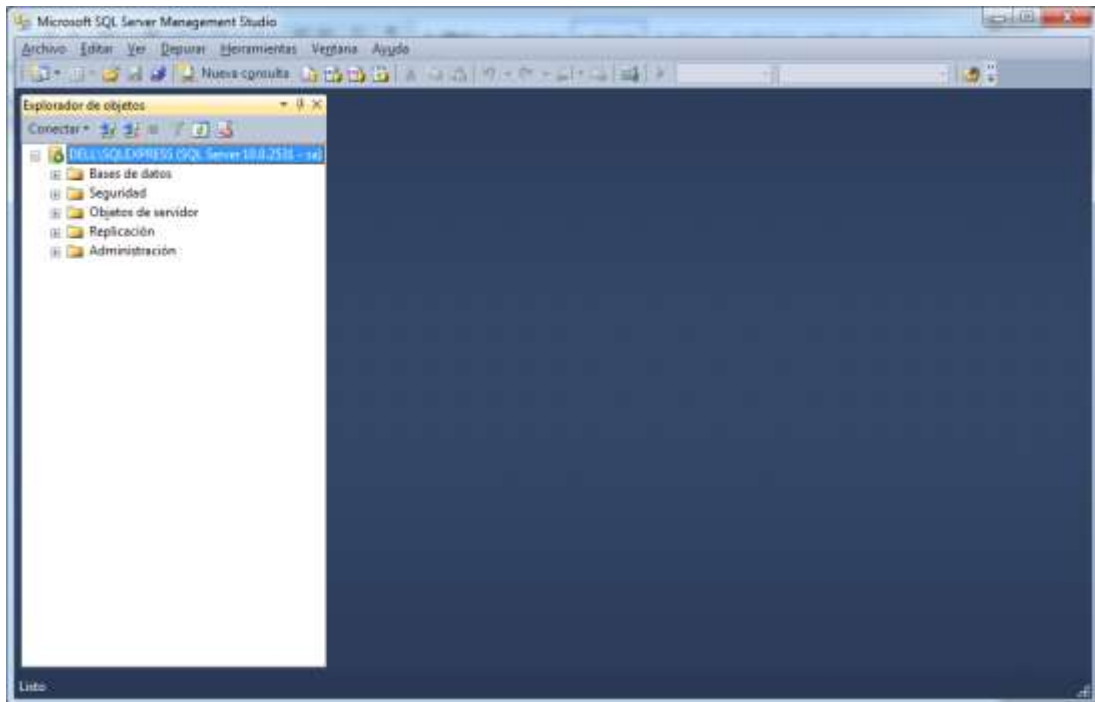 Microsoft SQL Server Management Studio
Archivo Editar Ver Depurar Herramientas Ventana Ayuda
Nueva consulta
Explorador de objetos
Conectar
DELL\SQLEXPRESS (SQL Server 10.0.2531 - sa)
Bases de datos
Seguridad
Objetos de servidor
Replicación
Administración
Listo